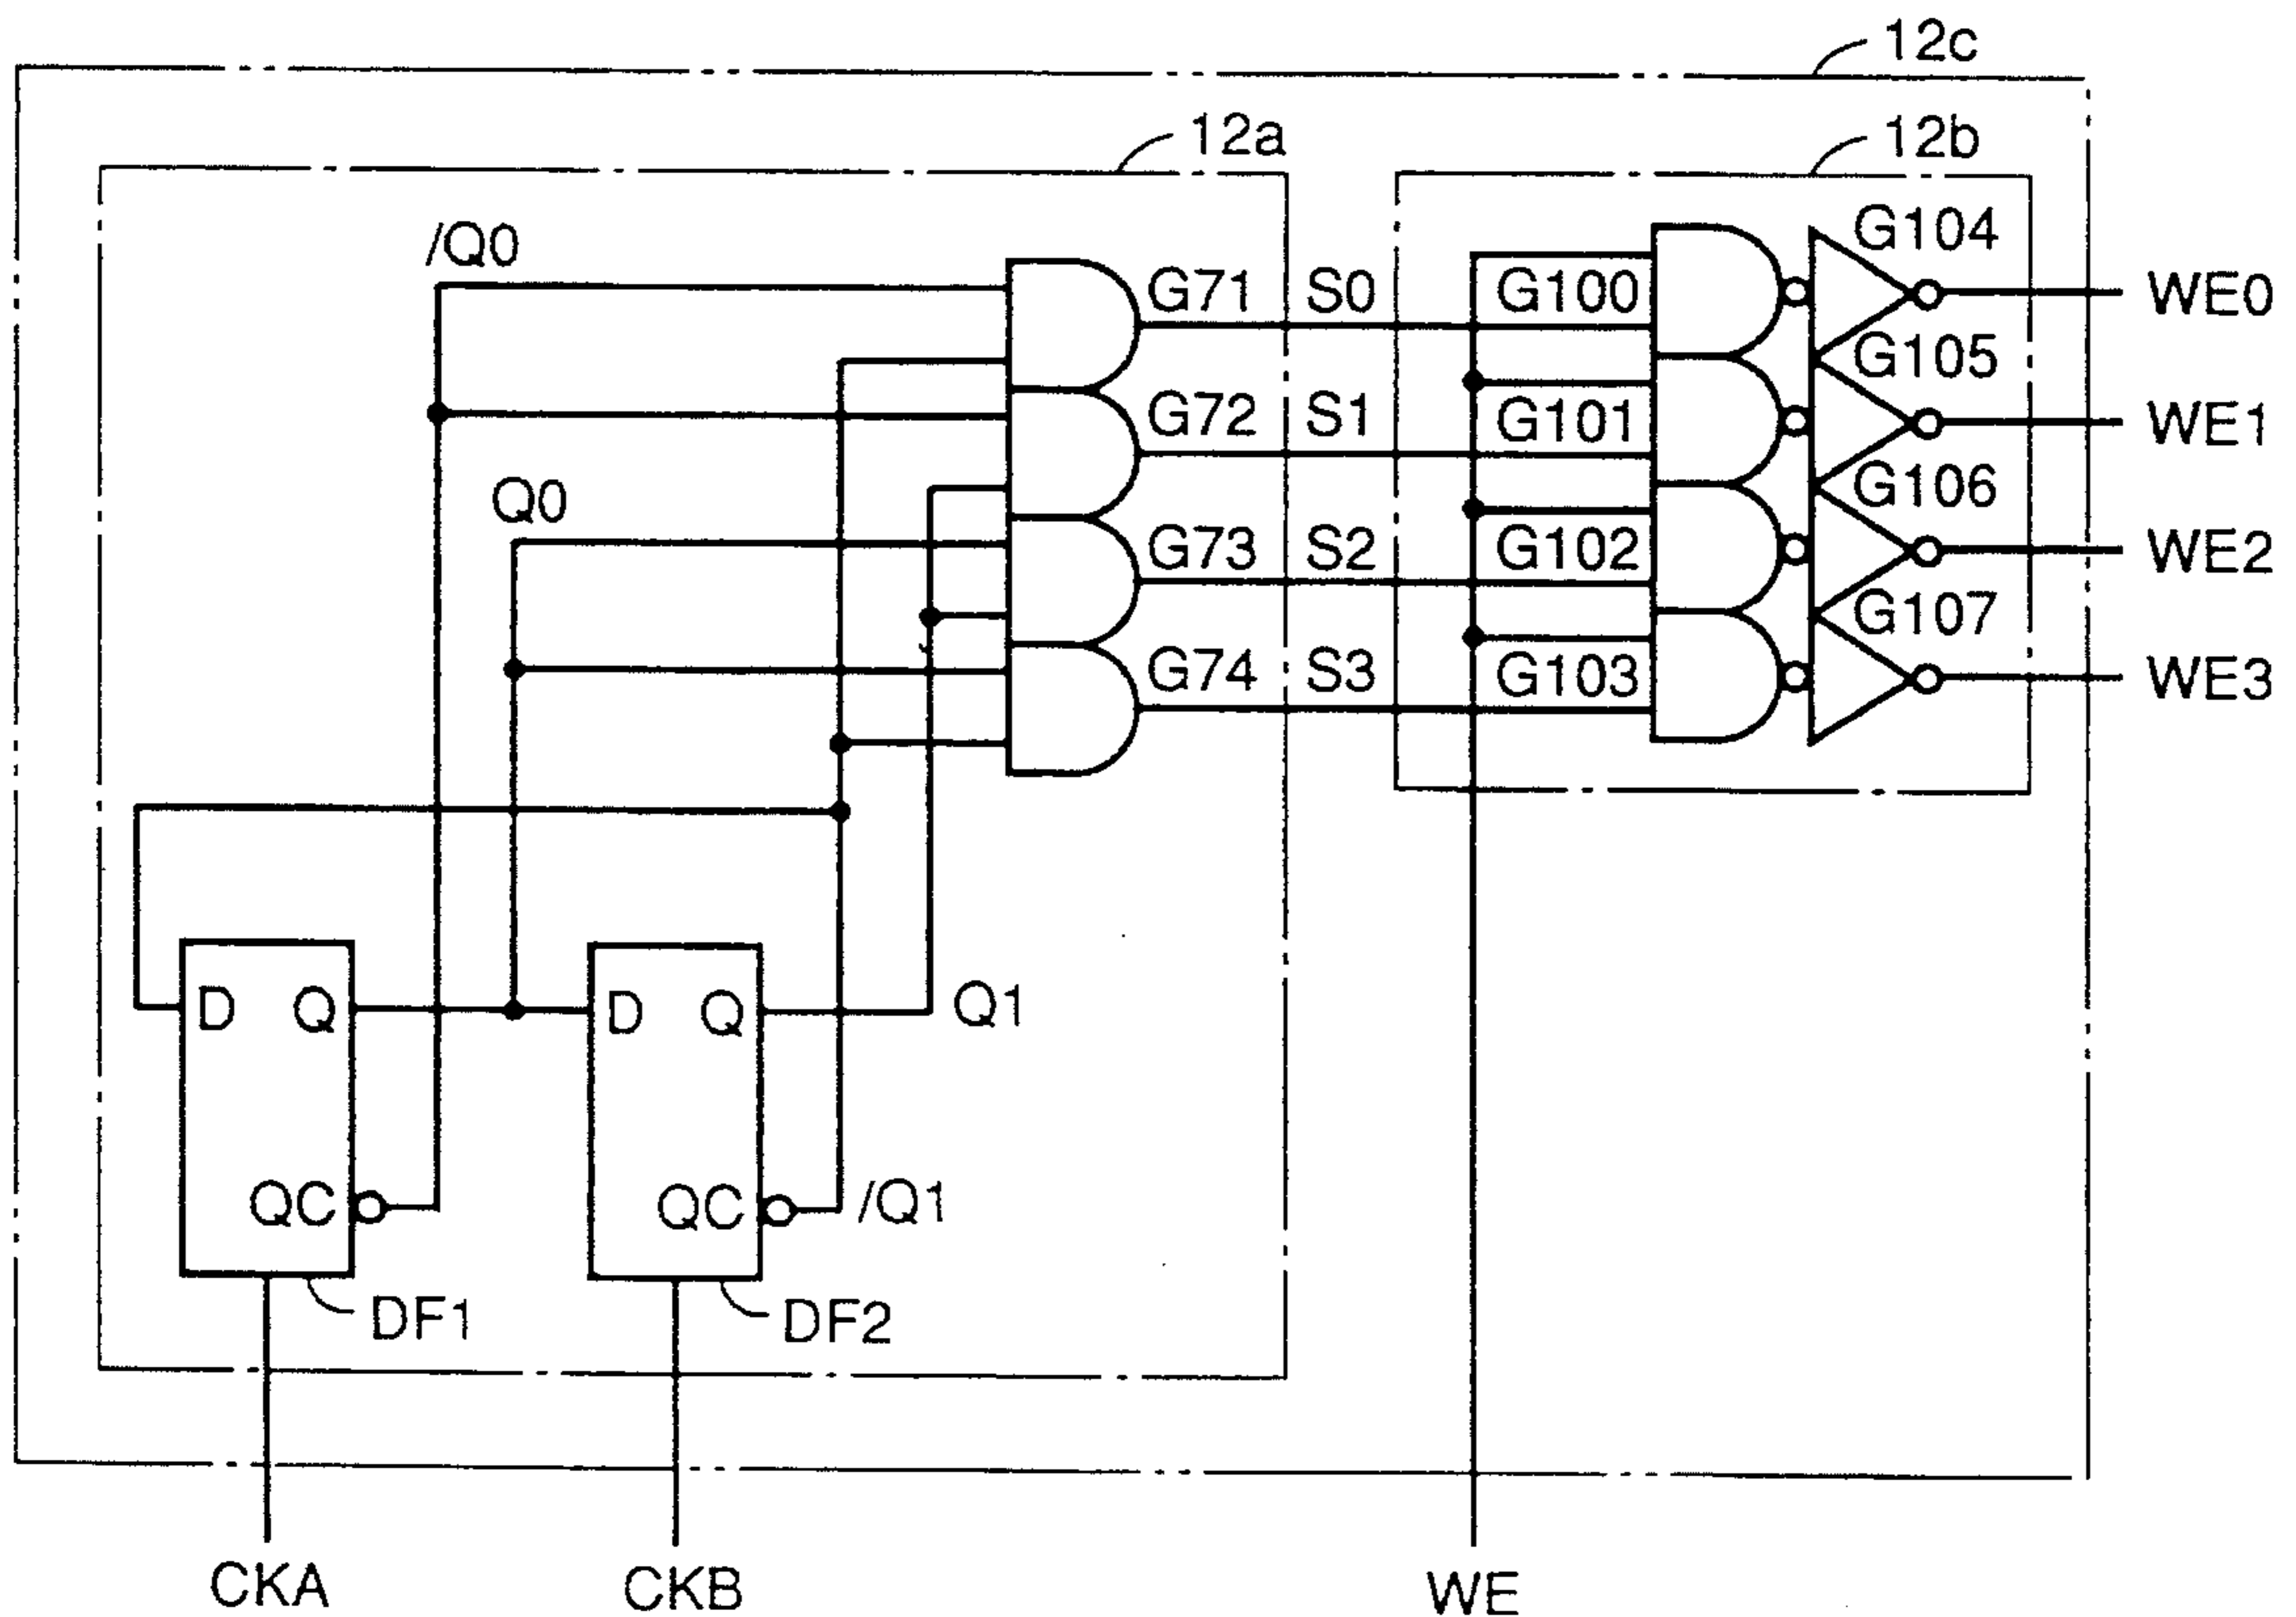 12c
12a
12b
/Q0
G104
G71 S0 G100
WE0
G105
G72 S1 G101
WE1
Q0
G106
G73 S2 G102
WE2
G107
G74 S3 G103
WE3
D Q
D Q
Q1
QC
QC
/Q1
DF1
DF2
CKA
CKB
WE